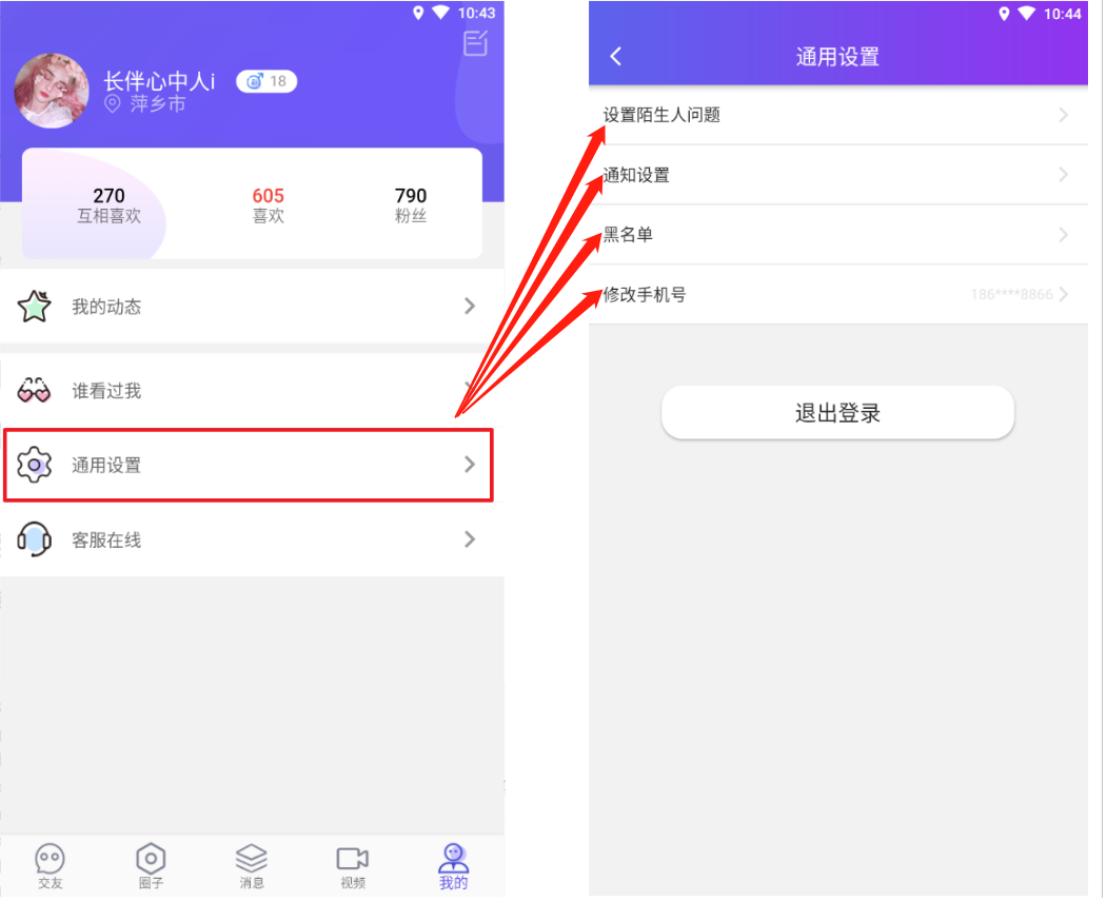 10:43
长伴心中人i
18
萍乡市
270
605
790
互相喜欢
喜欢
粉丝
我的动态
谁看过我
通用设置
客服在线
交友
圈子
消息
视频
我的
10:44
通用设置
设置陌生人问题
通知设置
黑名单
修改手机号
186****8866
退出登录